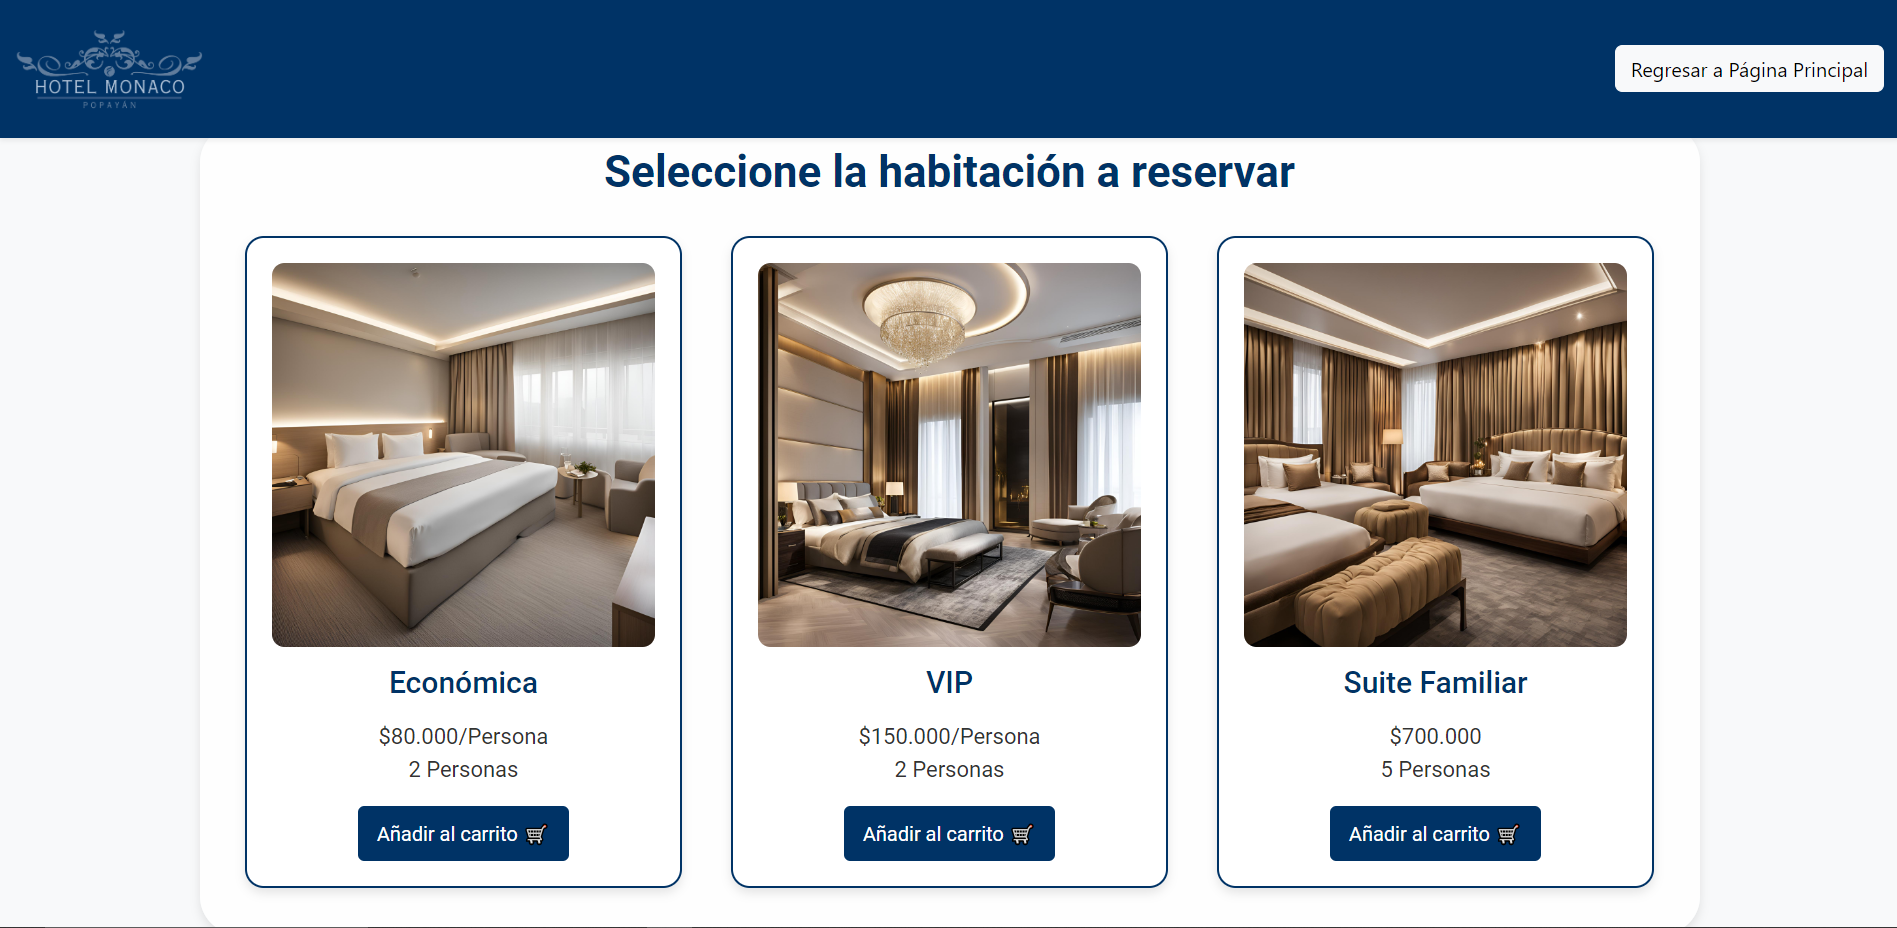 HOTEL MONACO
POPAYÁN
Regresar a Página Principal
Seleccione la habitación a reservar
Económica
$80.000/Persona
2 Personas
Añadir al carrito
VIP
$150.000/Persona
2 Personas
Añadir al carrito
Suite Familiar
$700.000
5 Personas
Añadir al carrito